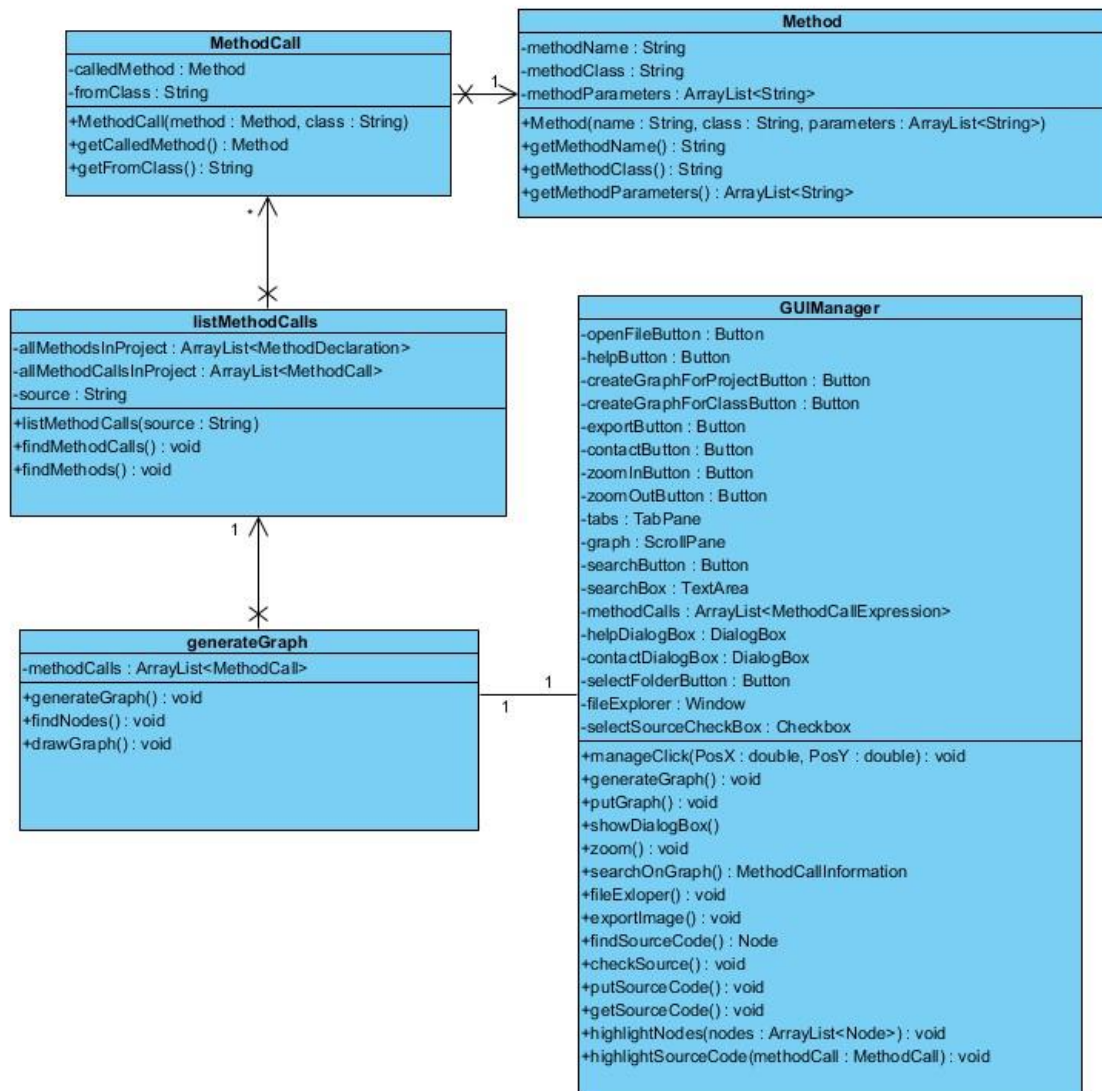 MethodCall
-calledMethod : Method
-fromClass : String
+MethodCall(method : Method, class : String)
+getCalledMethod() : Method
+getFromClass() : String
1
Method
-methodName : String
-methodClass : String
-methodParameters : ArrayList<String>
+Method(name : String, class : String, parameters : ArrayList<String>)
+getMethodName() : String
+getMethodClass() : String
+getMethodParameters() : ArrayList<String>
*
listMethodCalls
-allMethodsInProject : ArrayList<MethodDeclaration>
-allMethodCallsInProject : ArrayList<MethodCall>
-source : String
+listMethodCalls(source : String)
+findMethodCalls() : void
+findMethods() : void
1
generateGraph
-methodCalls : ArrayList<MethodCall>
+generateGraph() : void
+findNodes() : void
+drawGraph() : void
1
1
GUIManager
-openFileButton : Button
-helpButton : Button
-createGraphForProjectButton : Button
-createGraphForClassButton : Button
-exportButton : Button
-contactButton : Button
-zoomInButton : Button
-zoomOutButton : Button
-tabs : TabPane
-graph : ScrollPane
-searchButton : Button
-searchBox : TextArea
-methodCalls : ArrayList<MethodCallExpression>
-helpDialogBox : DialogBox
-contactDialogBox : DialogBox
-selectFolderButton : Button
-fileExplorer : Window
-selectSourceCheckBox : Checkbox
+manageClick(PosX : double, PosY : double) : void
+generateGraph() : void
+putGraph() : void
+showDialogBox()
+zoom() : void
+searchOnGraph() : MethodCallInformation
+fileExloper() : void
+exportImage() : void
+findSourceCode() : Node
+checkSource() : void
+putSourceCode() : void
+getSourceCode() : void
+highlightNodes(nodes : ArrayList<Node>) : void
+highlightSourceCode(methodCall : MethodCall) : void